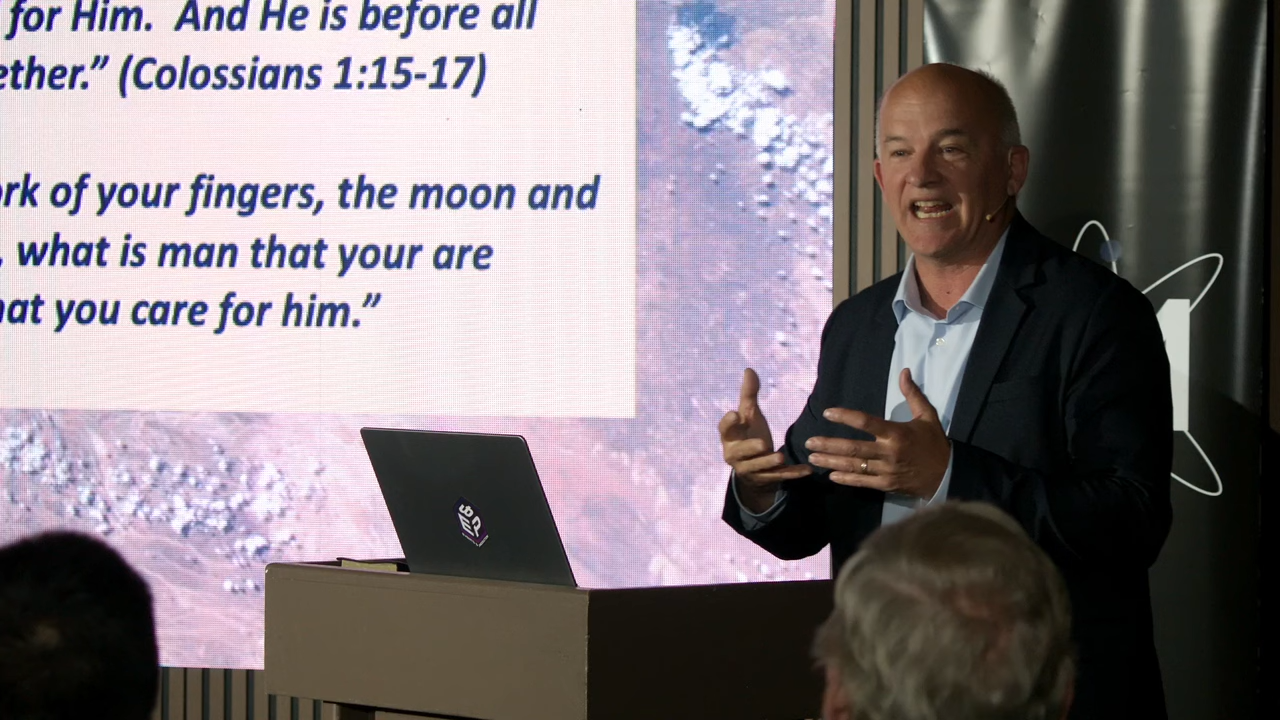 for Him. And He is before all
ether.” (Colossians 1:15-17)
rk of your fingers, the moon and
, what is man that your are
hat you care for him.”